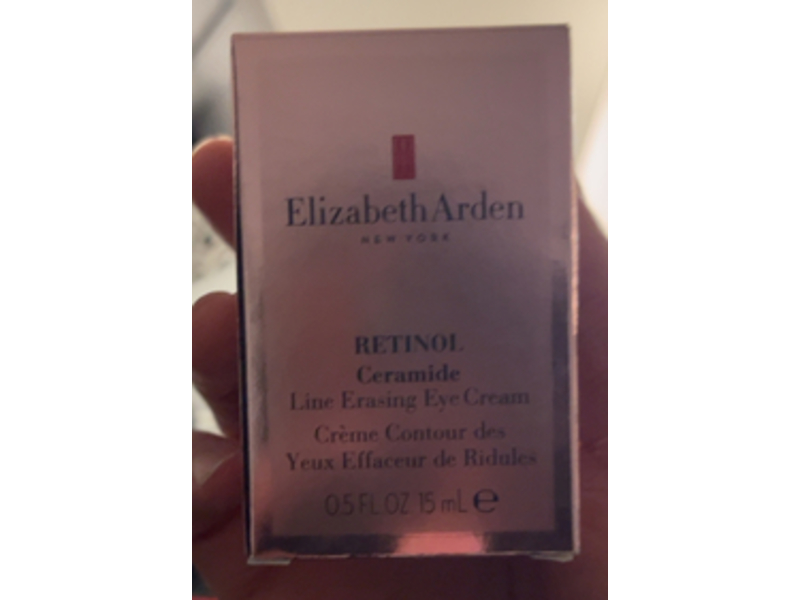 Elizabeth Arden
NEW YORK
RETINOL
Ceramide
Line Erasing Eye Cream
Crème Contour des
Yeux Effaceur de Ridules
0.5 FL.OZ. 15 mL ℮